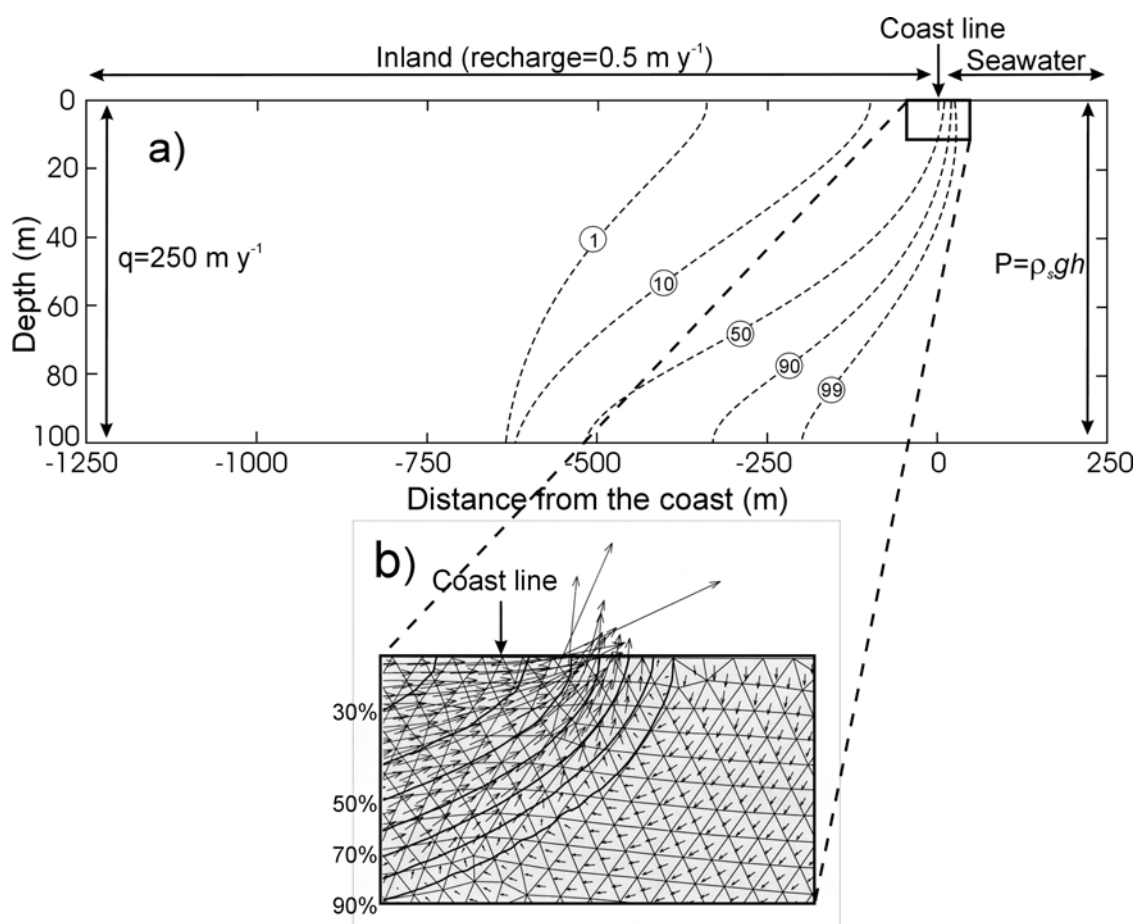 Coast line
Inland (recharge=0.5 m y⁻¹)
Seawater
0
20
40
60
80
100
Depth (m)
a)
q=250 m y⁻¹
1
10
50
90
99
P=ρₛgh
-1250
-1000
-750
-500
-250
0
250
Distance from the coast (m)
b)
Coast line
30%
50%
70%
90%